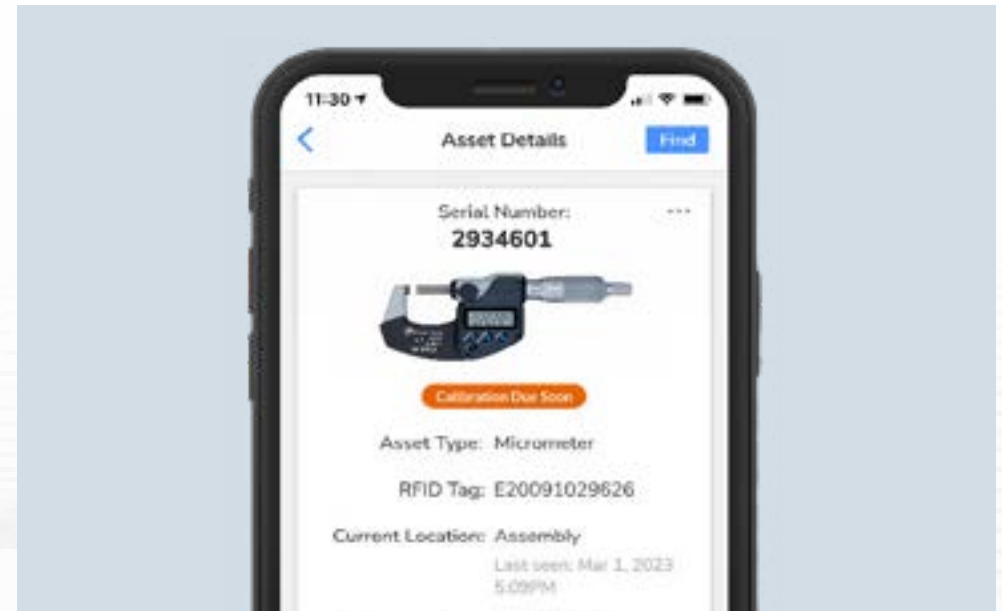 11:30
Asset Details
Find
Serial Number:
...
2934601
Calibration Due Soon
Asset Type: Micrometer
RFID Tag: E20091029626
Current Location: Assembly
Last seen: Mar 1, 2023
5:09PM